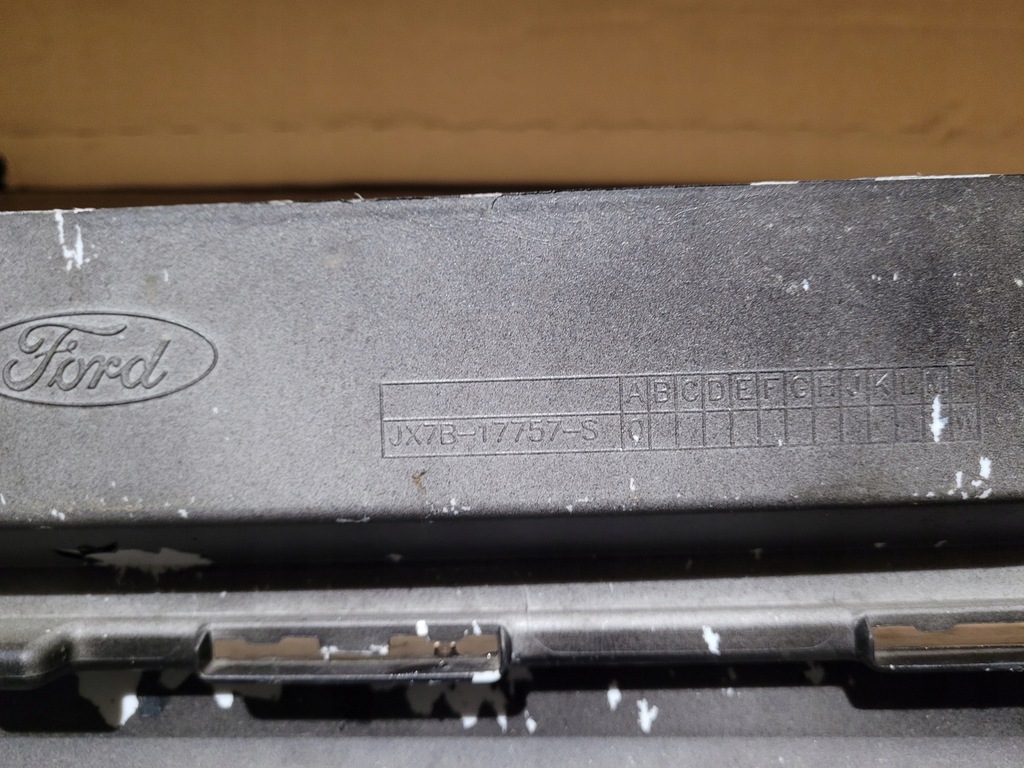 Ford
A B C D E F G H J K L M
JX7B-17757-S 0 W